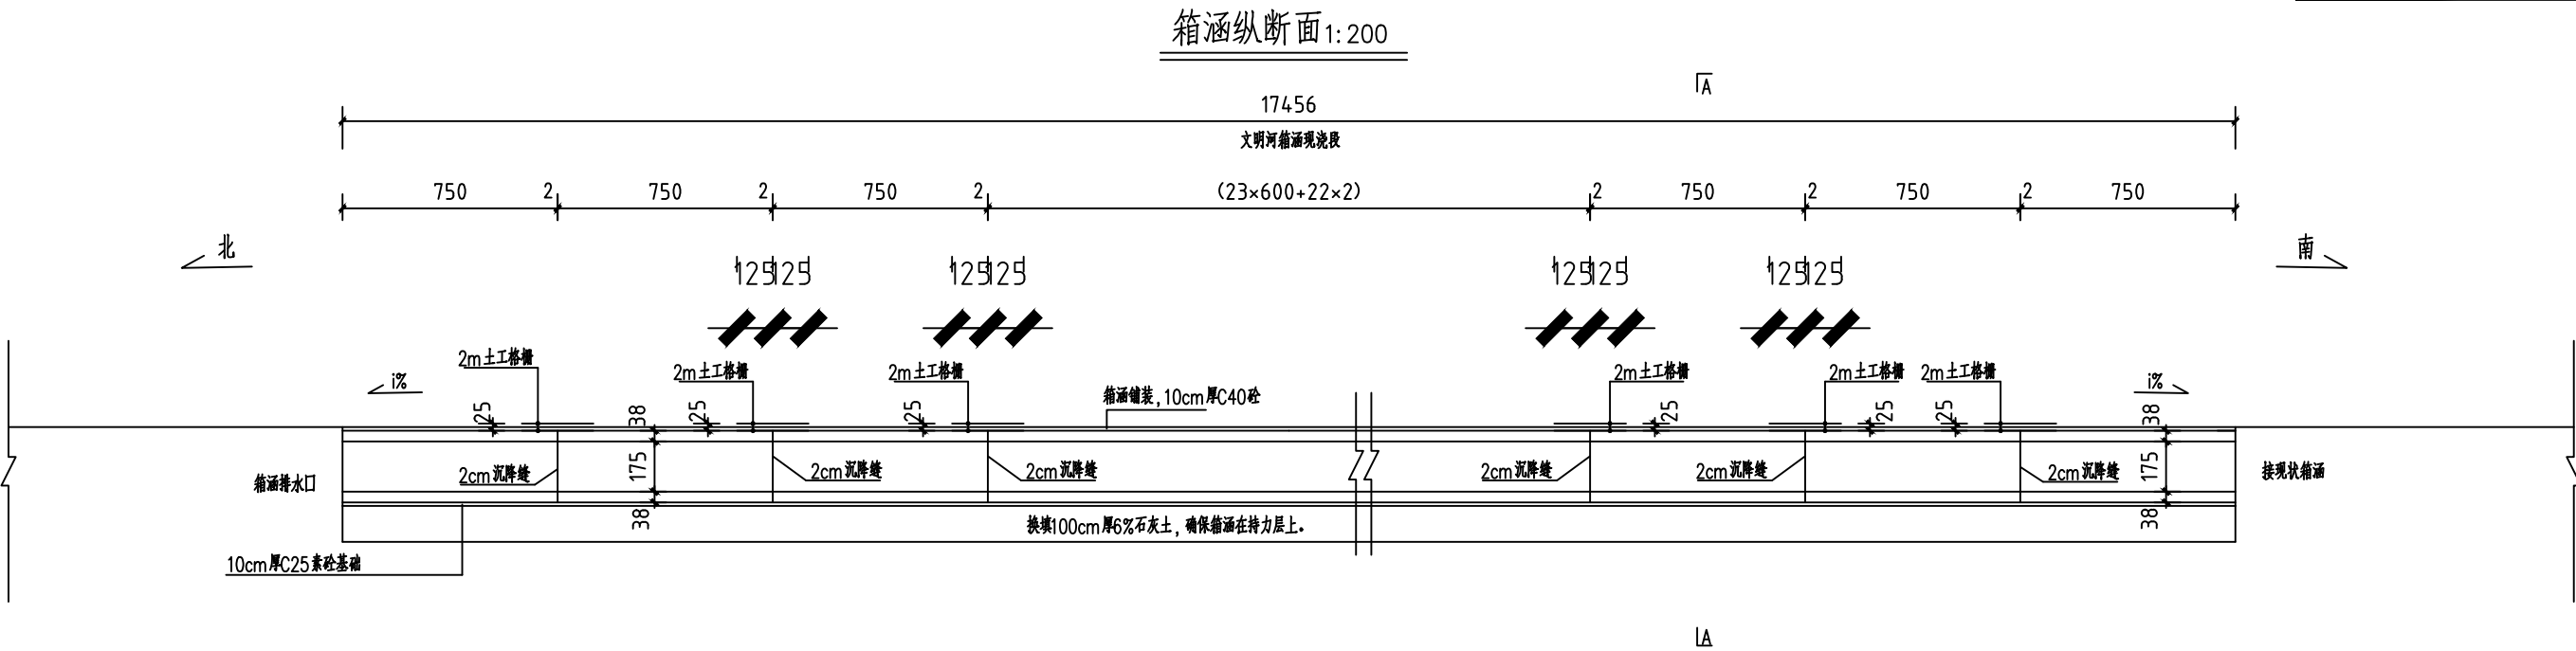 箱涵纵断面1:200
A
17456
文明河箱涵现浇段
750 2 750 2 750 2 (23×600+22×2) 2 750 2 750 2 750
北
南
125125 125125 125125 125125
2m土工格栅 2m土工格栅 2m土工格栅 2m土工格栅 2m土工格栅 2m土工格栅
i% i%
箱涵铺装,10cm厚C40砼
25 38 25 25 25 25 25 38
箱涵排水口
2cm沉降缝 175 2cm沉降缝 2cm沉降缝 2cm沉降缝 2cm沉降缝 2cm沉降缝 175
接现状箱涵
38 38
换填100cm厚6%石灰土,确保箱涵在持力层上。
10cm厚C25素砼基础
A